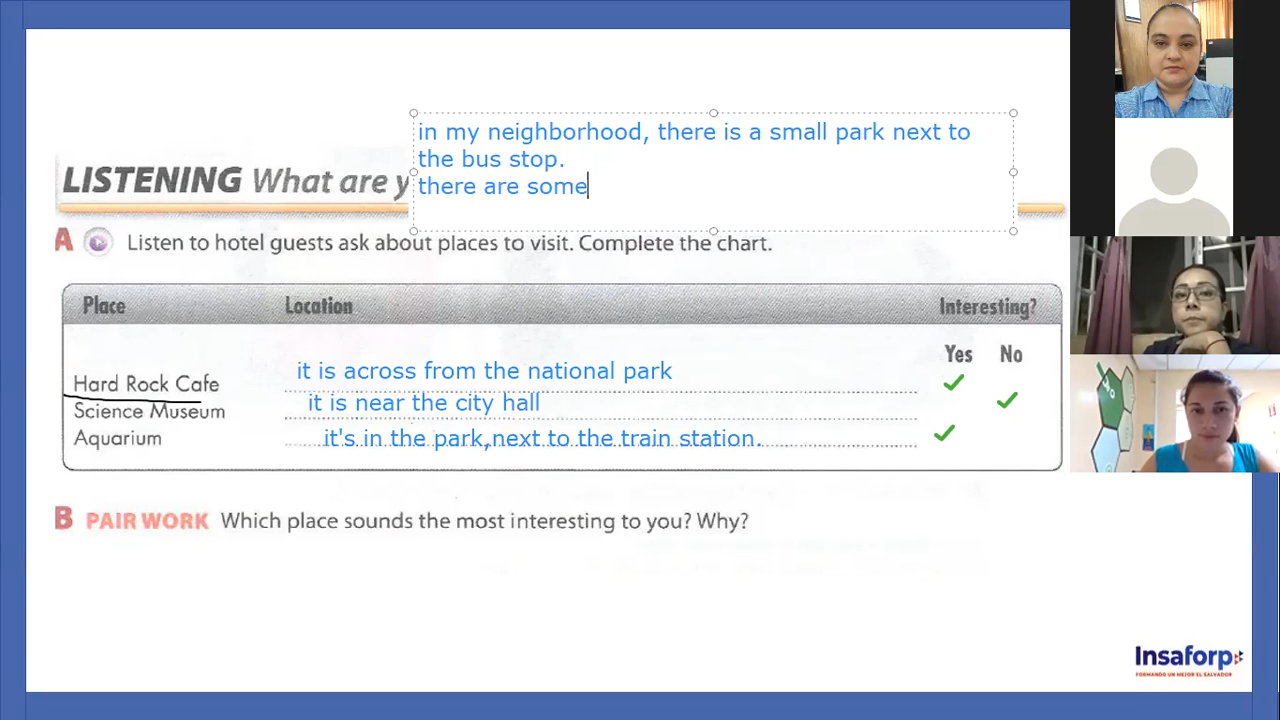 in my neighborhood, there is a small park next to
the bus stop.
there are some
LISTENING What are y
A Listen to hotel guests ask about places to visit. Complete the chart.
Place Location Interesting?
Yes No
Hard Rock Cafe it is across from the national park
Science Museum it is near the city hall
Aquarium it's in the park,next to the train station.
B PAIR WORK Which place sounds the most interesting to you? Why?
Insaforp
FORMANDO UN MEJOR EL SALVADOR